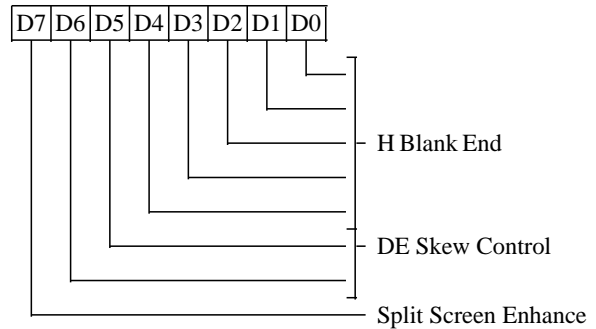 D7 D6 D5 D4 D3 D2 D1 D0
H Blank End
DE Skew Control
Split Screen Enhance